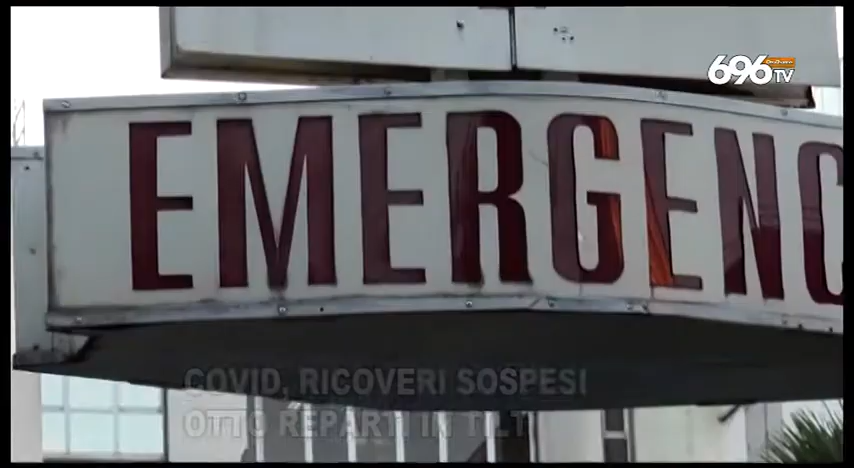 696 TV
EMERGENC
COVID, RICOVERI SOSPESI
OTTO REPARTI IN TILT